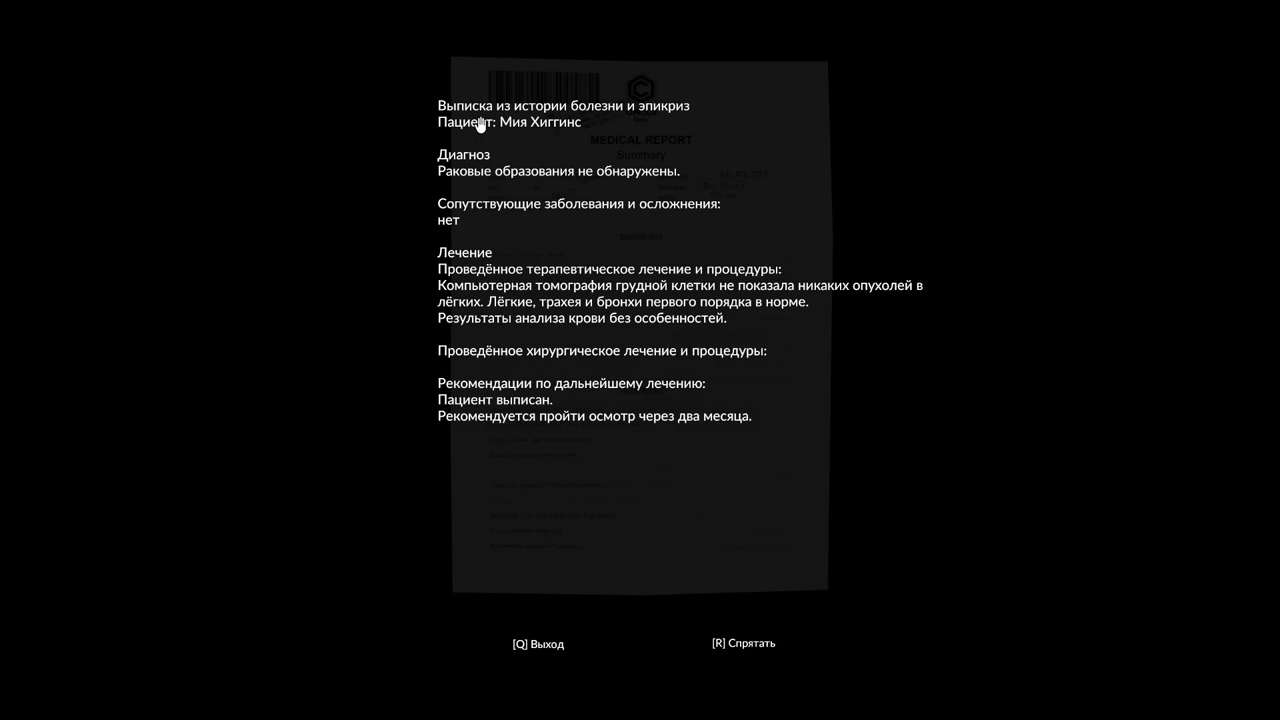 Выписка из истории болезни и эпикриз
Пациент: Мия Хиггинс
MEDICAL REPORT
Summary
Диагноз
Раковые образования не обнаружены.
Сопутствующие заболевания и осложнения:
нет
Лечение
Проведённое терапевтическое лечение и процедуры:
Компьютерная томография грудной клетки не показала никаких опухолей в
лёгких. Лёгкие, трахея и бронхи первого порядка в норме.
Результаты анализа крови без особенностей.
Проведённое хирургическое лечение и процедуры:
Рекомендации по дальнейшему лечению:
Пациент выписан.
Рекомендуется пройти осмотр через два месяца.
[Q] Выход
[R] Спрятать